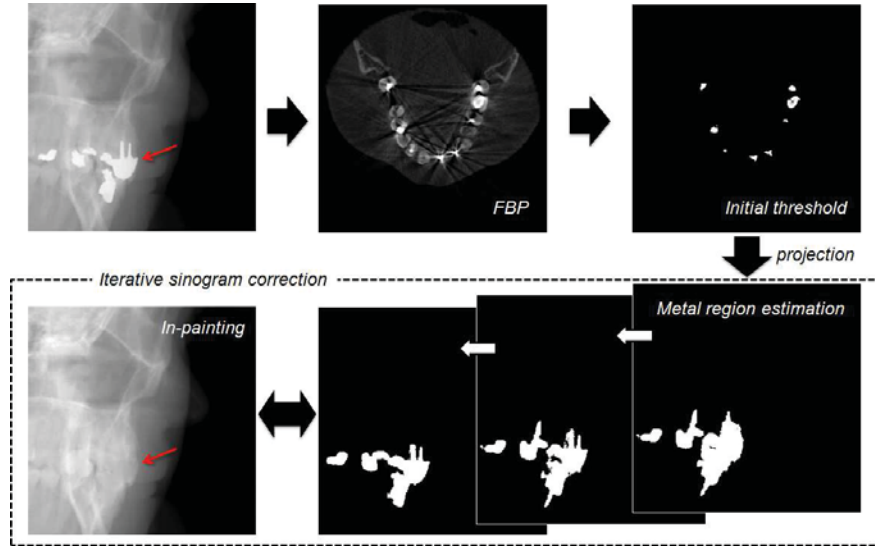 FBP
Initial threshold
projection
Iterative sinogram correction
In-painting
Metal region estimation